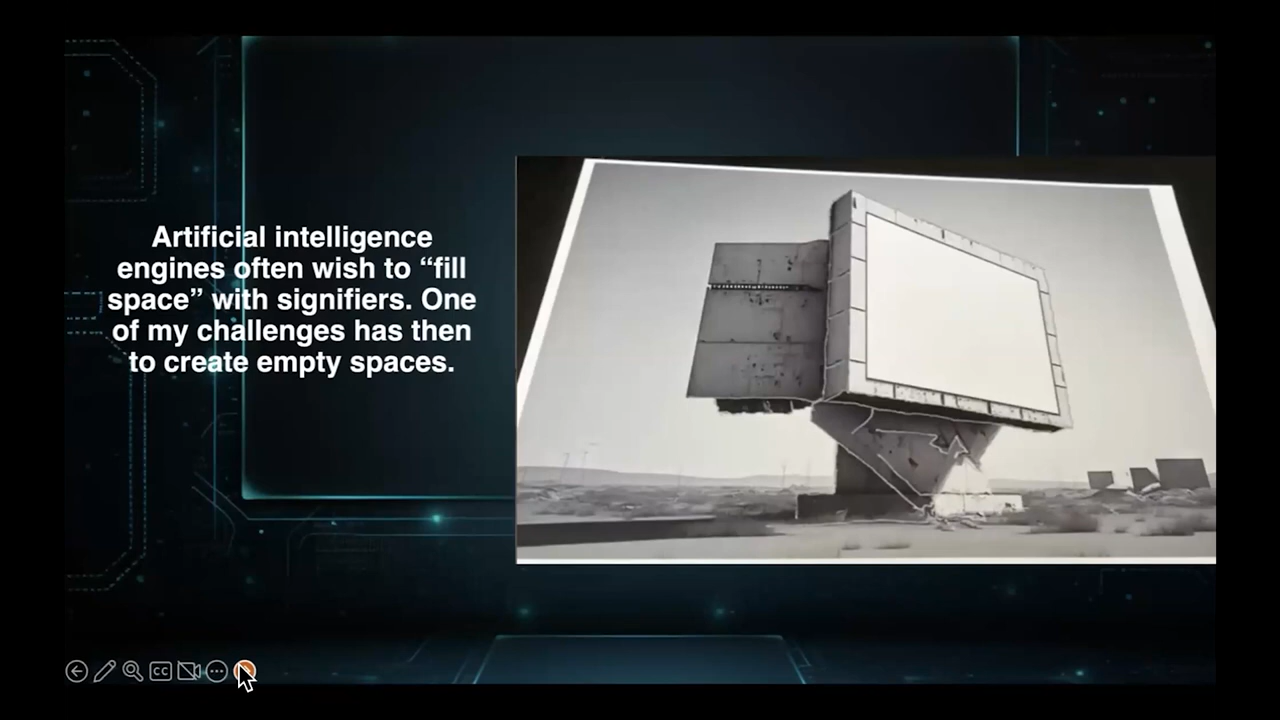 Artificial intelligence
engines often wish to “fill
space” with signifiers. One
of my challenges has then
to create empty spaces.
CC